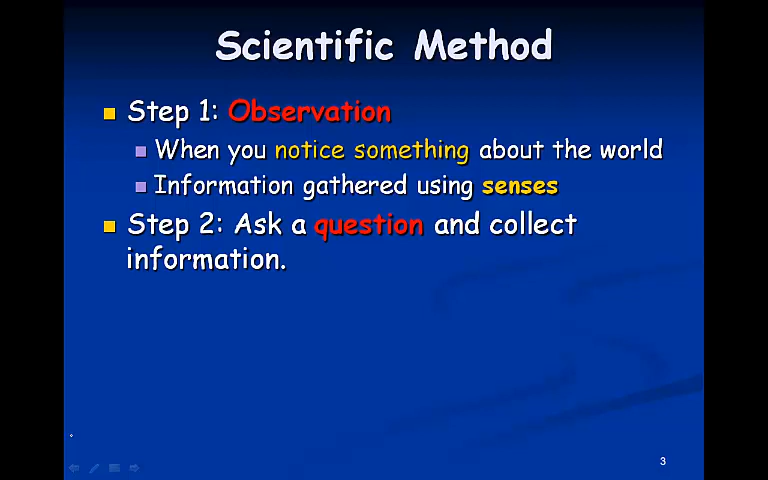 Scientific Method
Step 1: Observation
When you notice something about the world
Information gathered using senses
Step 2: Ask a question and collect
information.
3